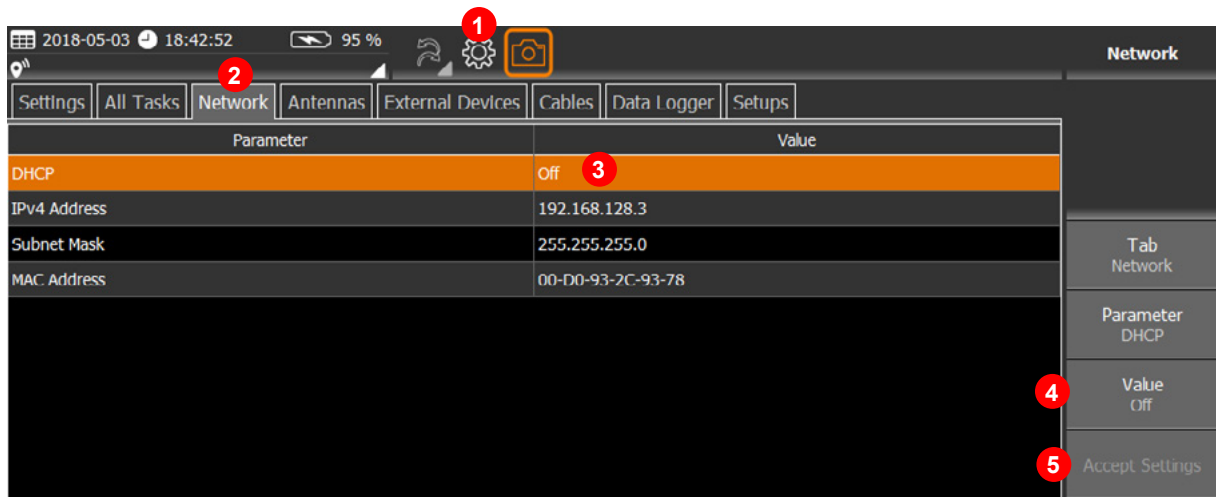 1
2018-05-03 18:42:52 95 %
Network
2
Settings All Tasks Network Antennas External Devices Cables Data Logger Setups
Parameter Value
DHCP Off 3
IPv4 Address 192.168.128.3
Subnet Mask 255.255.255.0
MAC Address 00-D0-93-2C-93-78
Tab
Network
Parameter
DHCP
4 Value
Off
5 Accept Settings